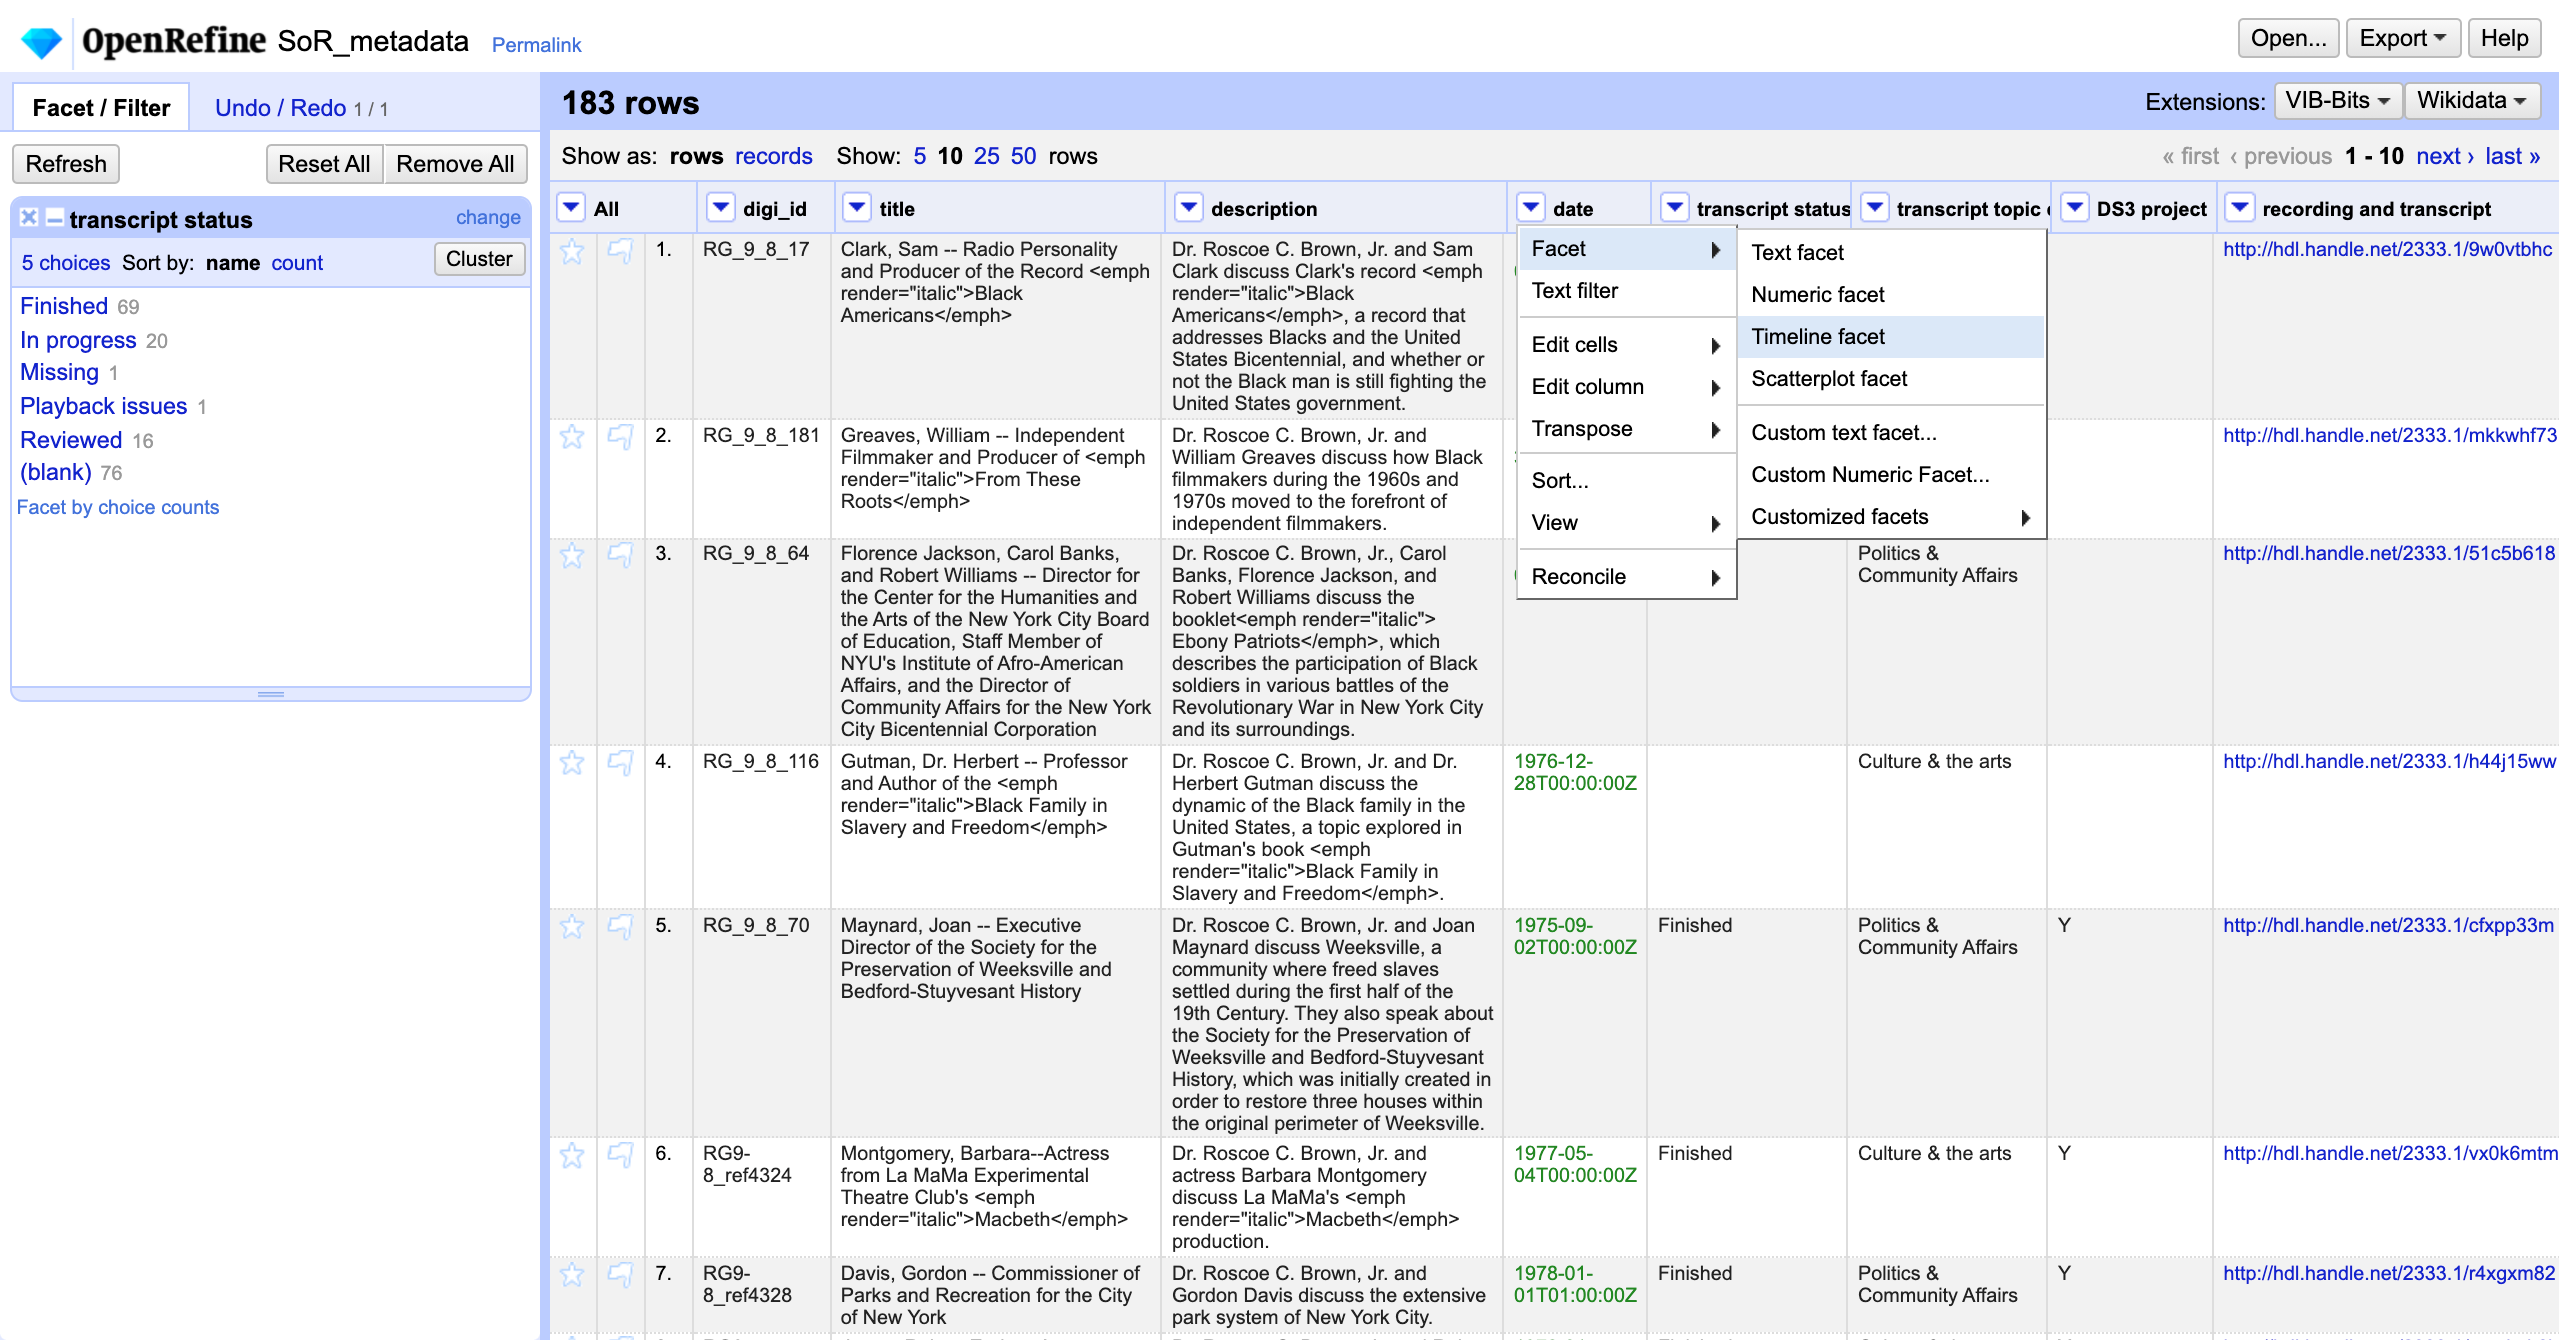 OpenRefine SoR_metadata Permalink
Open... Export Help
Facet / Filter Undo / Redo 1 / 1
183 rows
Extensions: VIB-Bits Wikidata
Refresh Reset All Remove All
Show as: rows records Show: 5 10 25 50 rows
« first ‹ previous 1 - 10 next › last »
transcript status change
5 choices Sort by: name count Cluster
Finished 69
In progress 20
Missing 1
Playback issues 1
Reviewed 16
(blank) 76
Facet by choice counts
All digi_id title description date transcript status transcript topic DS3 project recording and transcript
Facet
Text filter
Edit cells
Edit column
Transpose
Sort...
View
Reconcile
Text facet
Numeric facet
Timeline facet
Scatterplot facet
Custom text facet...
Custom Numeric Facet...
Customized facets
1.
RG_9_8_17
Clark, Sam -- Radio Personality
and Producer of the Record <emph
render="italic">Black
Americans</emph>
Dr. Roscoe C. Brown, Jr. and Sam
Clark discuss Clark's record <emph
render="italic">Black
Americans</emph>, a record that
addresses Blacks and the United
States Bicentennial, and whether or
not the Black man is still fighting the
United States government.
http://hdl.handle.net/2333.1/9w0vtbhc
2.
RG_9_8_181
Greaves, William -- Independent
Filmmaker and Producer of <emph
render="italic">From These
Roots</emph>
Dr. Roscoe C. Brown, Jr. and
William Greaves discuss how Black
filmmakers during the 1960s and
1970s moved to the forefront of
independent filmmakers.
http://hdl.handle.net/2333.1/mkkwhf73
3.
RG_9_8_64
Florence Jackson, Carol Banks,
and Robert Williams -- Director for
the Center for the Humanities and
the Arts of the New York City Board
of Education, Staff Member of
NYU's Institute of Afro-American
Affairs, and the Director of
Community Affairs for the New York
City Bicentennial Corporation
Dr. Roscoe C. Brown, Jr., Carol
Banks, Florence Jackson, and
Robert Williams discuss the
booklet<emph render="italic">
Ebony Patriots</emph>, which
describes the participation of Black
soldiers in various battles of the
Revolutionary War in New York City
and its surroundings.
Politics &
Community Affairs
http://hdl.handle.net/2333.1/51c5b618
4.
RG_9_8_116
Gutman, Dr. Herbert -- Professor
and Author of the <emph
render="italic">Black Family in
Slavery and Freedom</emph>
Dr. Roscoe C. Brown, Jr. and Dr.
Herbert Gutman discuss the
dynamic of the Black family in the
United States, a topic explored in
Gutman's book <emph
render="italic">Black Family in
Slavery and Freedom</emph>.
1976-12-
28T00:00:00Z
Culture & the arts
http://hdl.handle.net/2333.1/h44j15ww
5.
RG_9_8_70
Maynard, Joan -- Executive
Director of the Society for the
Preservation of Weeksville and
Bedford-Stuyvesant History
Dr. Roscoe C. Brown, Jr. and Joan
Maynard discuss Weeksville, a
community where freed slaves
settled during the first half of the
19th Century. They also speak about
the Society for the Preservation of
Weeksville and Bedford-Stuyvesant
History, which was initially created in
order to restore three houses within
the original perimeter of Weeksville.
1975-09-
02T00:00:00Z
Finished
Politics &
Community Affairs
Y
http://hdl.handle.net/2333.1/cfxpp33m
6.
RG9-
8_ref4324
Montgomery, Barbara--Actress
from La MaMa Experimental
Theatre Club's <emph
render="italic">Macbeth</emph>
Dr. Roscoe C. Brown, Jr. and
actress Barbara Montgomery
discuss La MaMa's <emph
render="italic">Macbeth</emph>
production.
1977-05-
04T00:00:00Z
Finished
Culture & the arts
Y
http://hdl.handle.net/2333.1/vx0k6mtm
7.
RG9-
8_ref4328
Davis, Gordon -- Commissioner of
Parks and Recreation for the City
of New York
Dr. Roscoe C. Brown, Jr. and
Gordon Davis discuss the extensive
park system of New York City.
1978-01-
01T01:00:00Z
Finished
Politics &
Community Affairs
Y
http://hdl.handle.net/2333.1/r4xgxm82